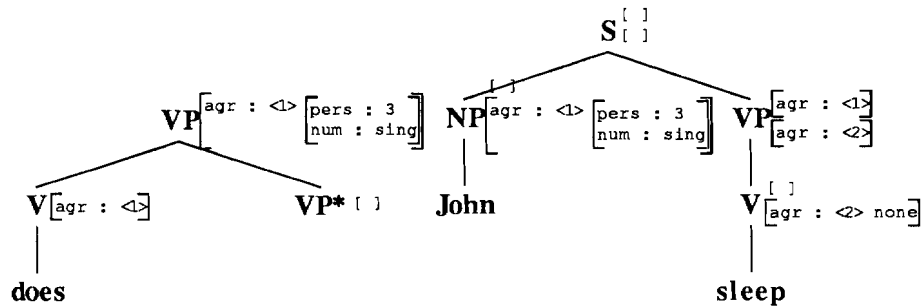 S [ ]
[ ]
[ ]
VP [agr : <1> [pers : 3
num : sing]]
NP [agr : <1> [pers : 3
num : sing]]
VP [agr : <1>]
[agr : <2>]
V [agr : <1>]
VP* [ ]
John
V [ ]
[agr : <2> none]
does
sleep